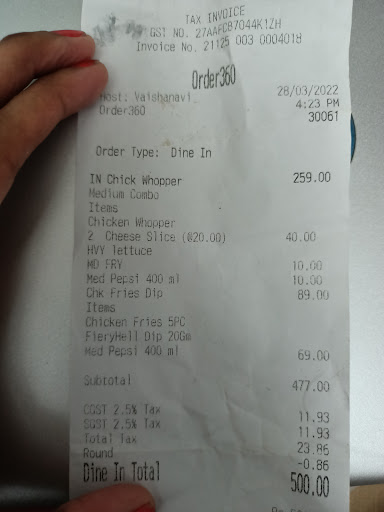 TAX INVOICE
GST NO. 27AAFCB7044K1ZH
Invoice No. 21125 003 0004018
Order360
Host: Vaishanavi 28/03/2022
Order360 4:23 PM
30061
Order Type: Dine In
IN Chick Whopper 259.00
Medium Combo
Items
Chicken Whopper
2 Cheese Slice (@20.00) 40.00
HVY lettuce
MD FRY 10.00
Med Pepsi 400 ml 10.00
Chk Fries Dip 89.00
Items
Chicken Fries 5PC
FieryHell Dip 20Gm
Med Pepsi 400 ml 69.00
Subtotal 477.00
CGST 2.5% Tax 11.93
SGST 2.5% Tax 11.93
Total Tax 23.86
Round -0.86
Dine In Total 500.00